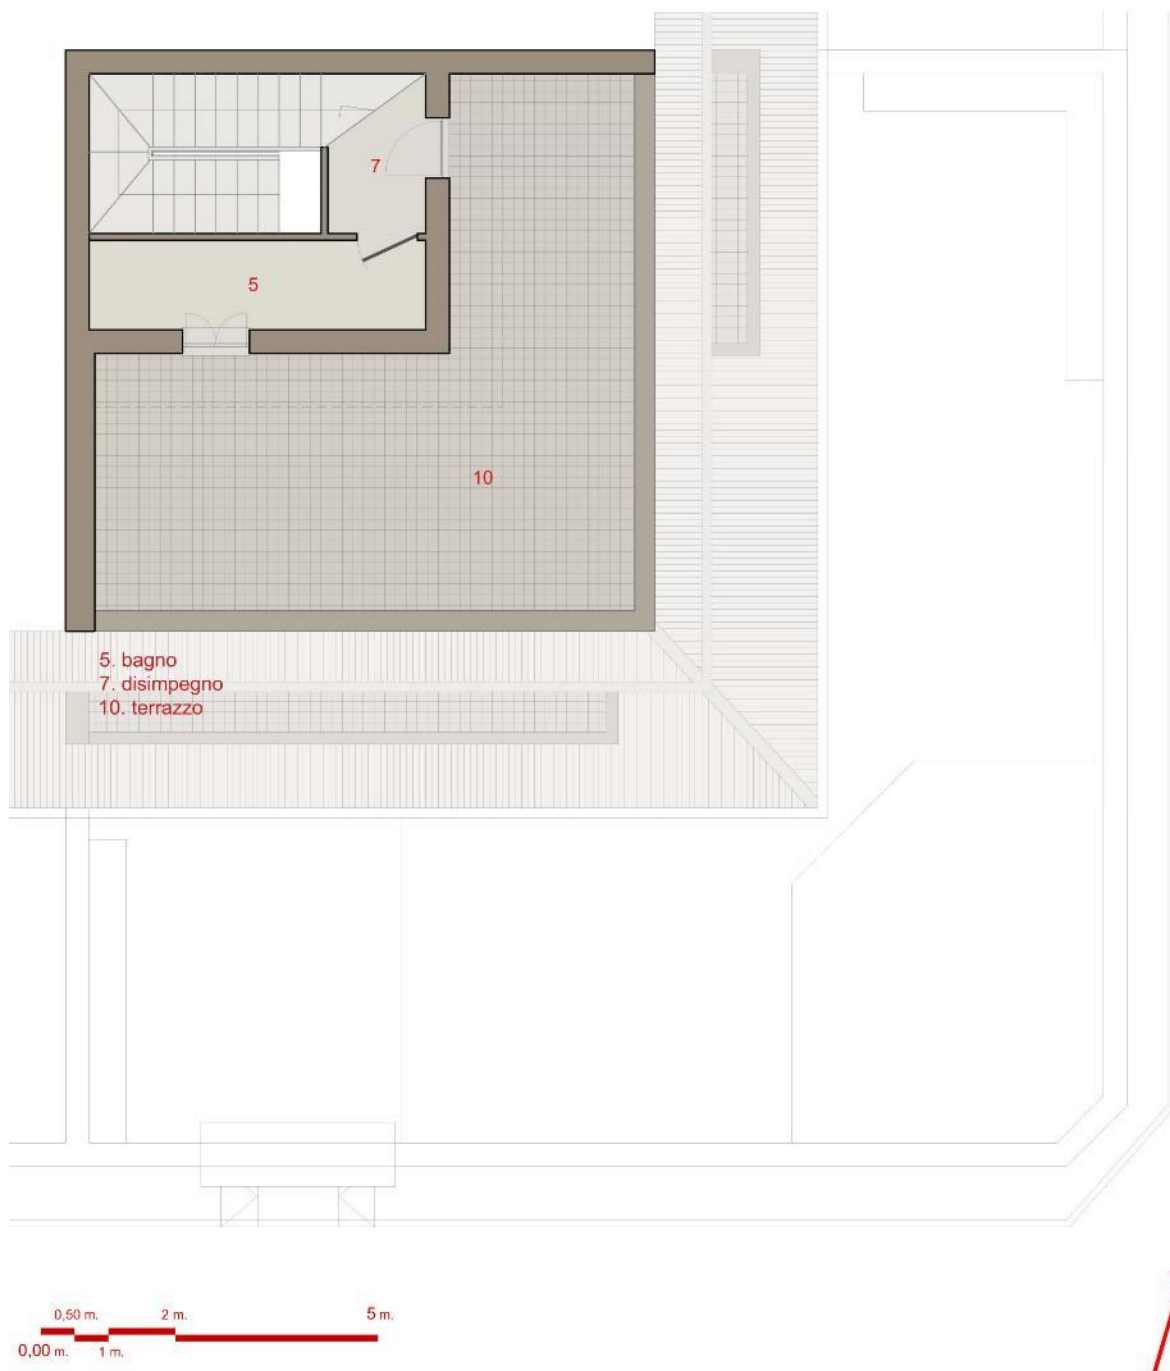 7
5
10
5. bagno
7. disimpegno
10. terrazzo
0,50 m. 2 m. 5 m.
0,00 m. 1 m.